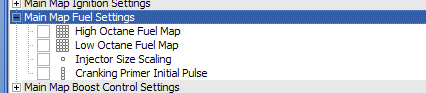 Main Map Ignition Settings
Main Map Fuel Settings
High Octane Fuel Map
Low Octane Fuel Map
Injector Size Scaling
Cranking Primer Initial Pulse
Main Map Boost Control Settings